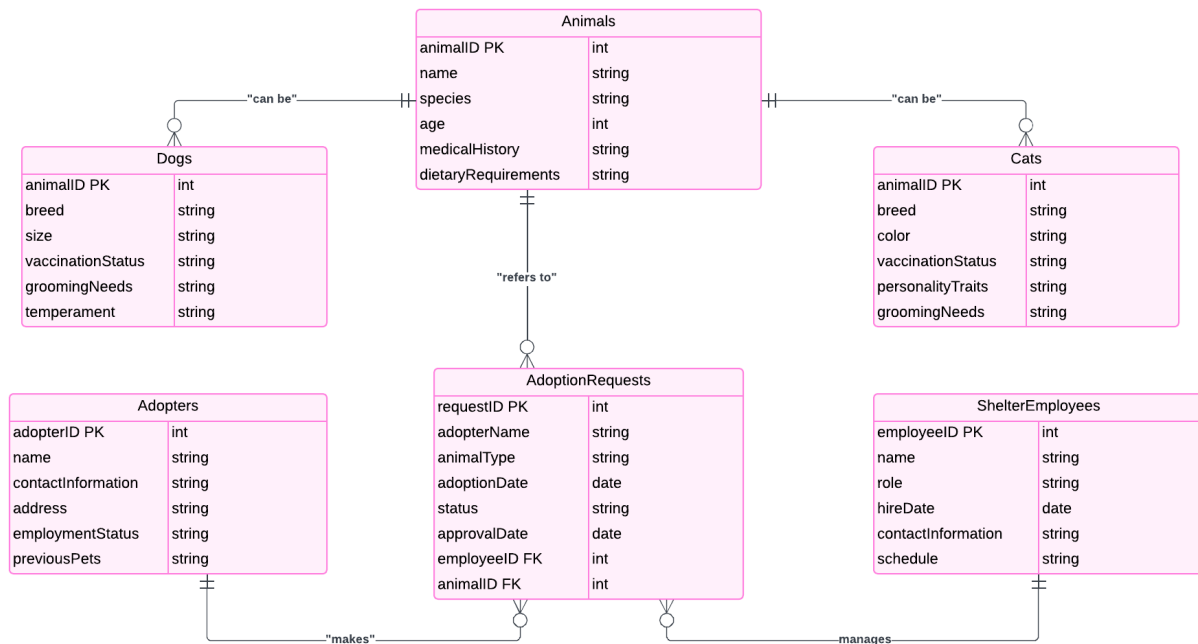 Animals
animalID PK int
name string
species string
age int
medicalHistory string
dietaryRequirements string
"can be"
"can be"
Dogs
animalID PK int
breed string
size string
vaccinationStatus string
groomingNeeds string
temperament string
Cats
animalID PK int
breed string
color string
vaccinationStatus string
personalityTraits string
groomingNeeds string
"refers to"
Adopters
adopterID PK int
name string
contactInformation string
address string
employmentStatus string
previousPets string
AdoptionRequests
requestID PK int
adopterName string
animalType string
adoptionDate date
status string
approvalDate date
employeeID FK int
animalID FK int
ShelterEmployees
employeeID PK int
name string
role string
hireDate date
contactInformation string
schedule string
"makes"
manages